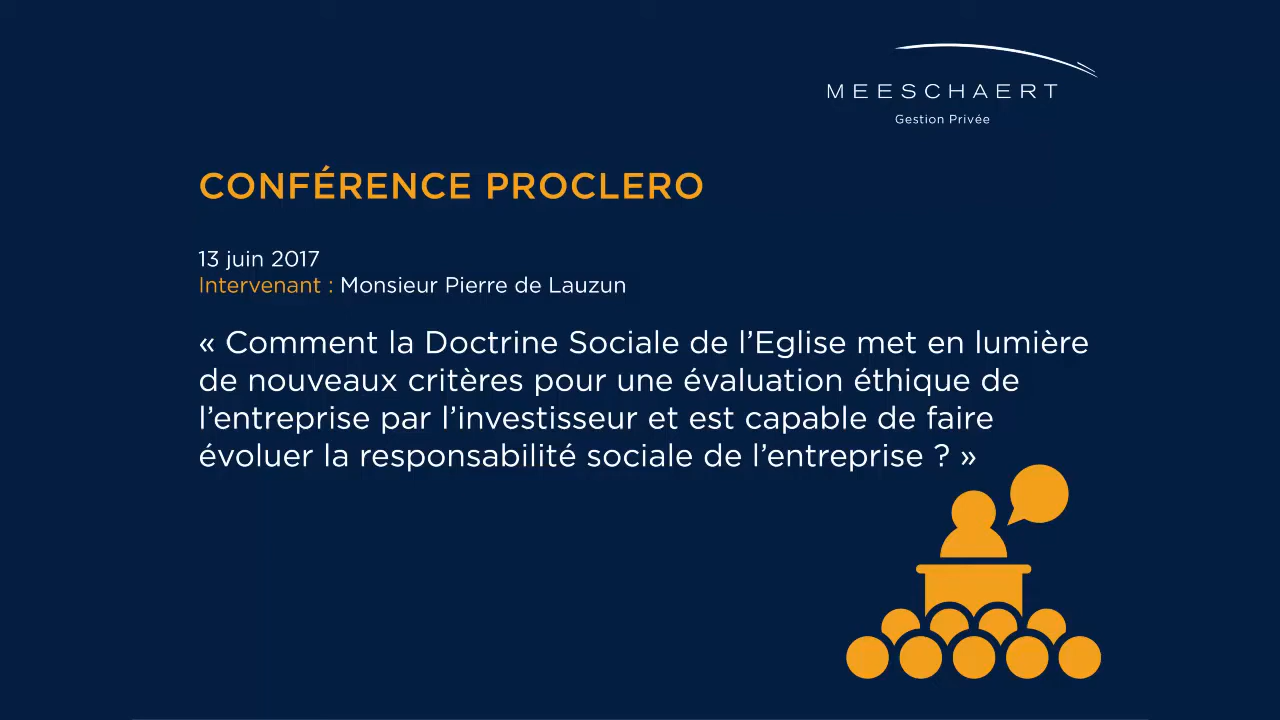 MEESCHAERT
Gestion Privée
CONFÉRENCE PROCLERO
13 juin 2017
Intervenant : Monsieur Pierre de Lauzun
« Comment la Doctrine Sociale de l’Eglise met en lumière
de nouveaux critères pour une évaluation éthique de
l’entreprise par l’investisseur et est capable de faire
évoluer la responsabilité sociale de l’entreprise ? »